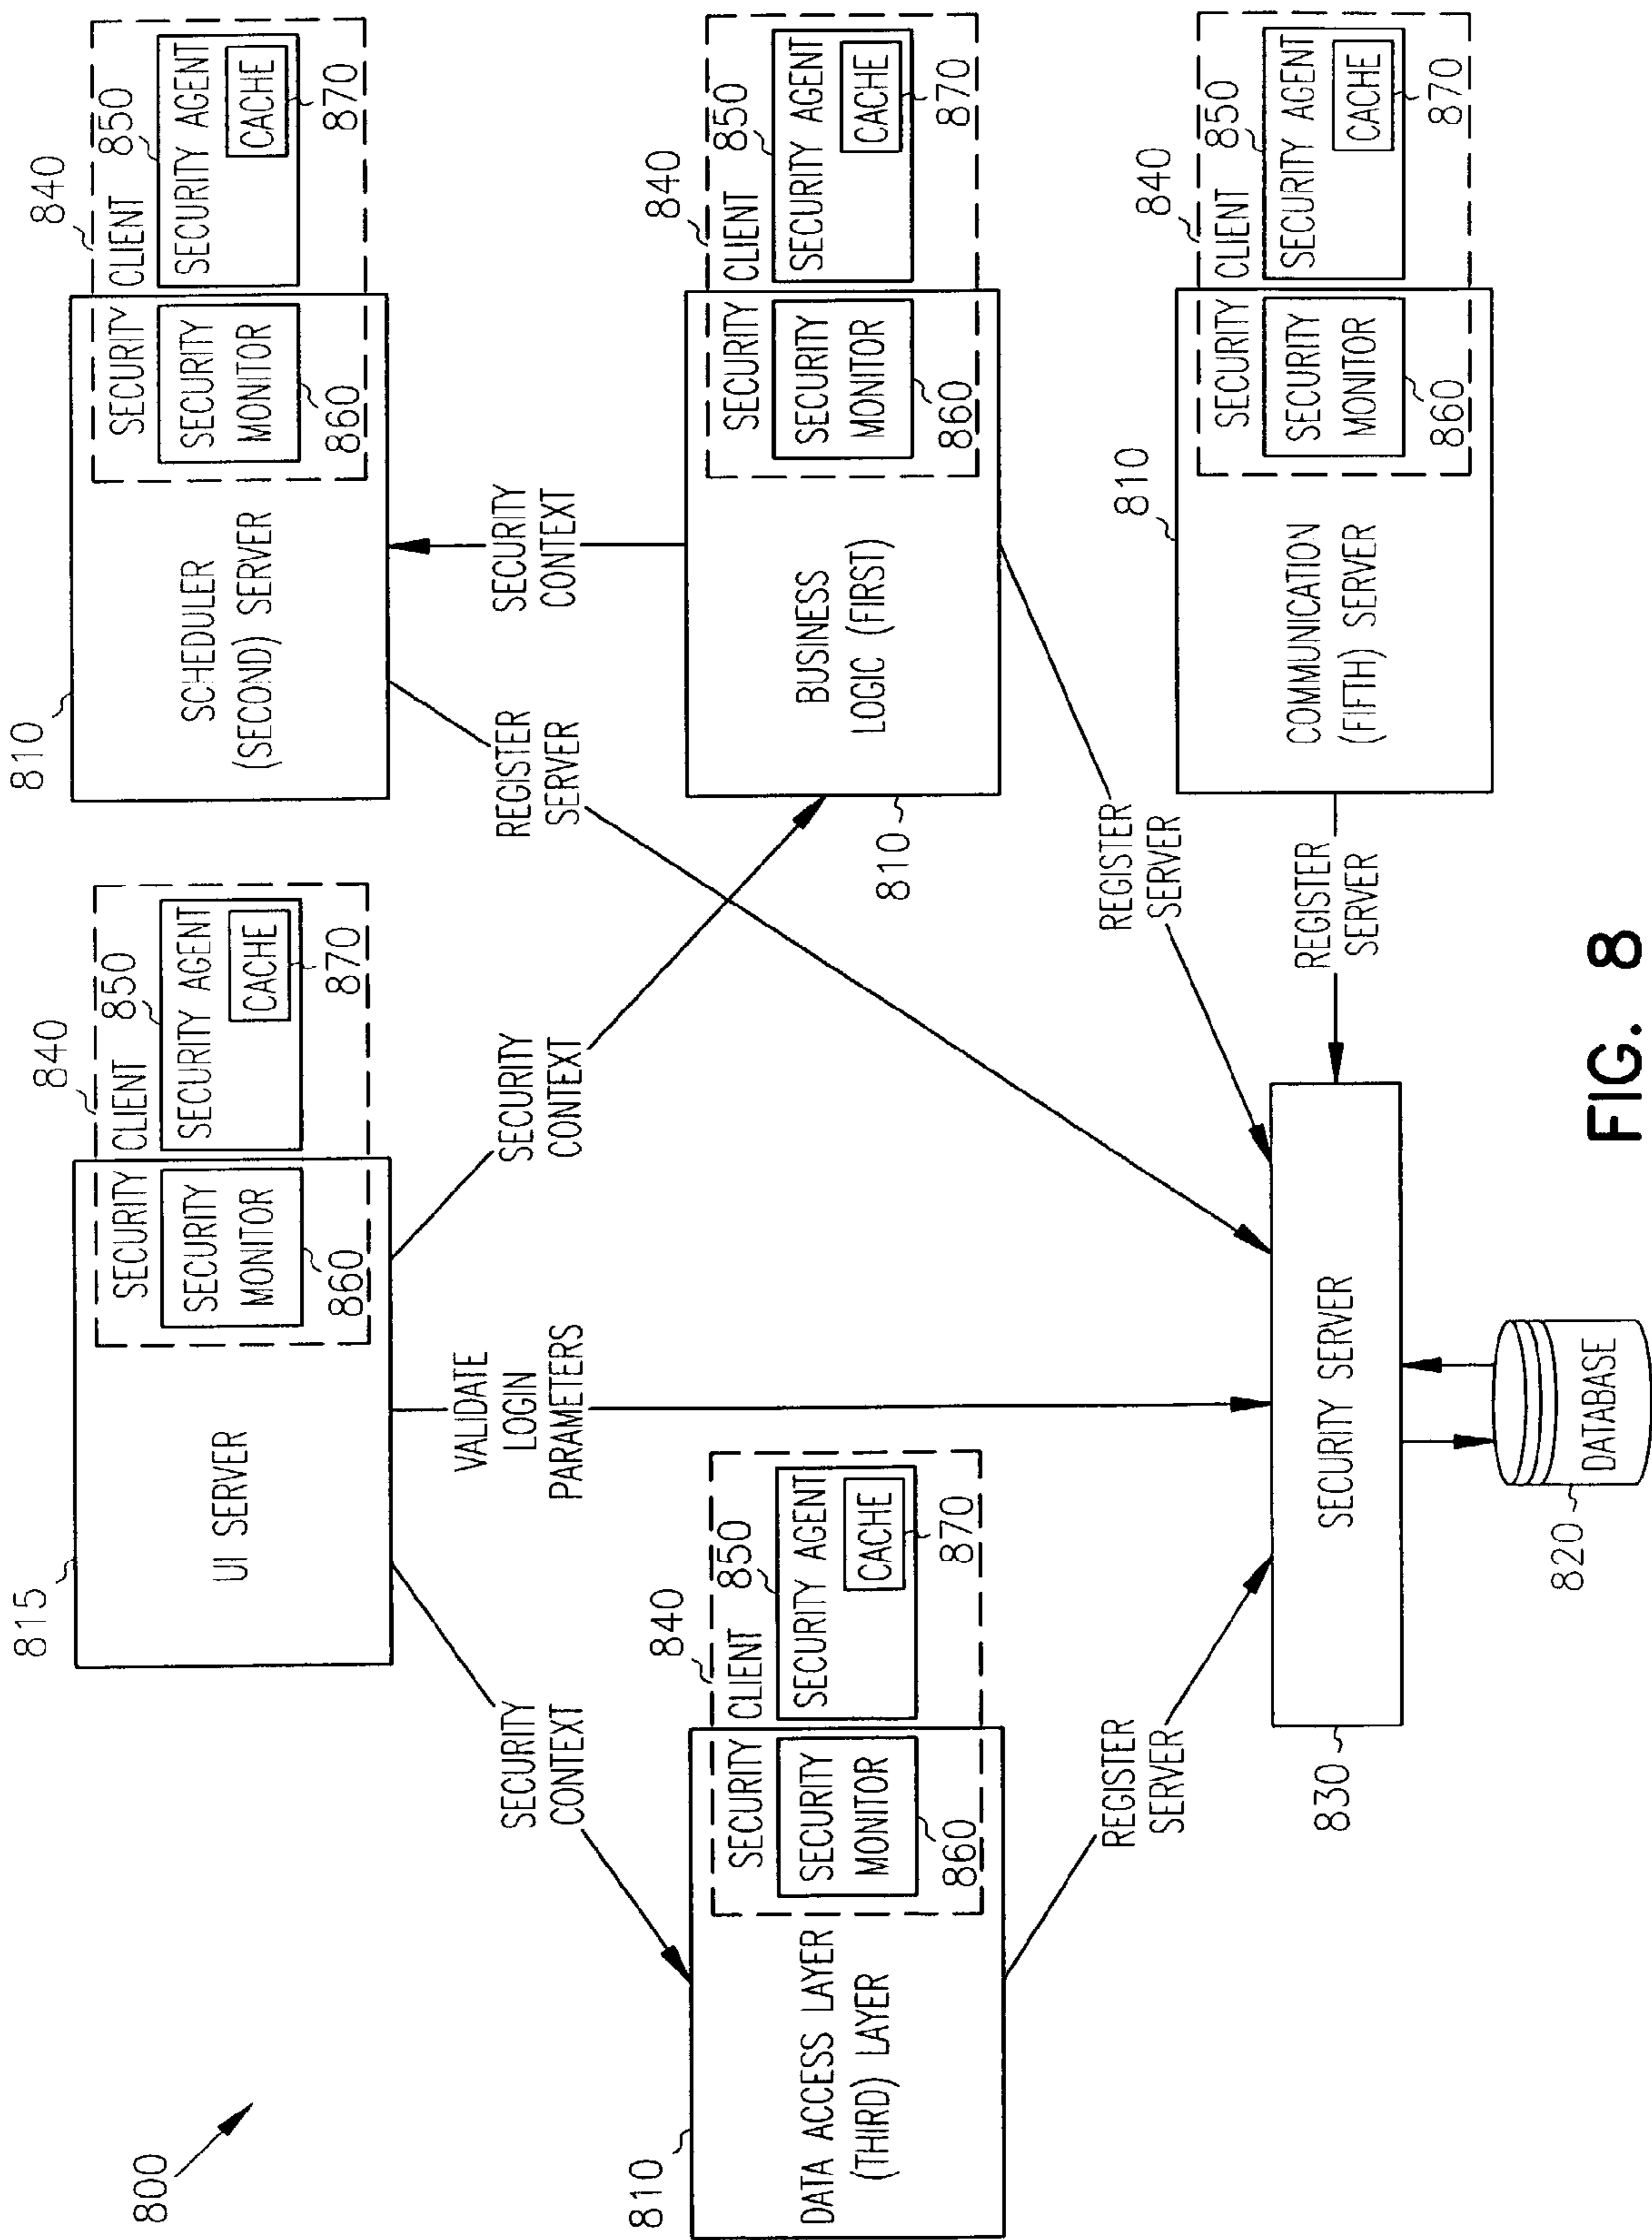 800
815
UI SERVER
840
SECURITY CLIENT
850
SECURITY AGENT
CACHE
870
SECURITY
MONITOR
860
810
SCHEDULER
(SECOND) SERVER
840
SECURITY CLIENT
850
SECURITY AGENT
CACHE
870
SECURITY
MONITOR
860
SECURITY
CONTEXT
VALIDATE
LOGIN
PARAMETERS
SECURITY
CONTEXT
REGISTER
SERVER
SECURITY
CONTEXT
810
DATA ACCESS LAYER
(THIRD) LAYER
840
SECURITY CLIENT
850
SECURITY AGENT
CACHE
870
SECURITY
MONITOR
860
810
BUSINESS
LOGIC (FIRST)
840
SECURITY CLIENT
850
SECURITY AGENT
CACHE
870
SECURITY
MONITOR
860
REGISTER
SERVER
REGISTER
SERVER
830
SECURITY SERVER
REGISTER
SERVER
810
COMMUNICATION
(FIFTH) SERVER
840
SECURITY CLIENT
850
SECURITY AGENT
CACHE
870
SECURITY
MONITOR
860
820
DATABASE
FIG. 8